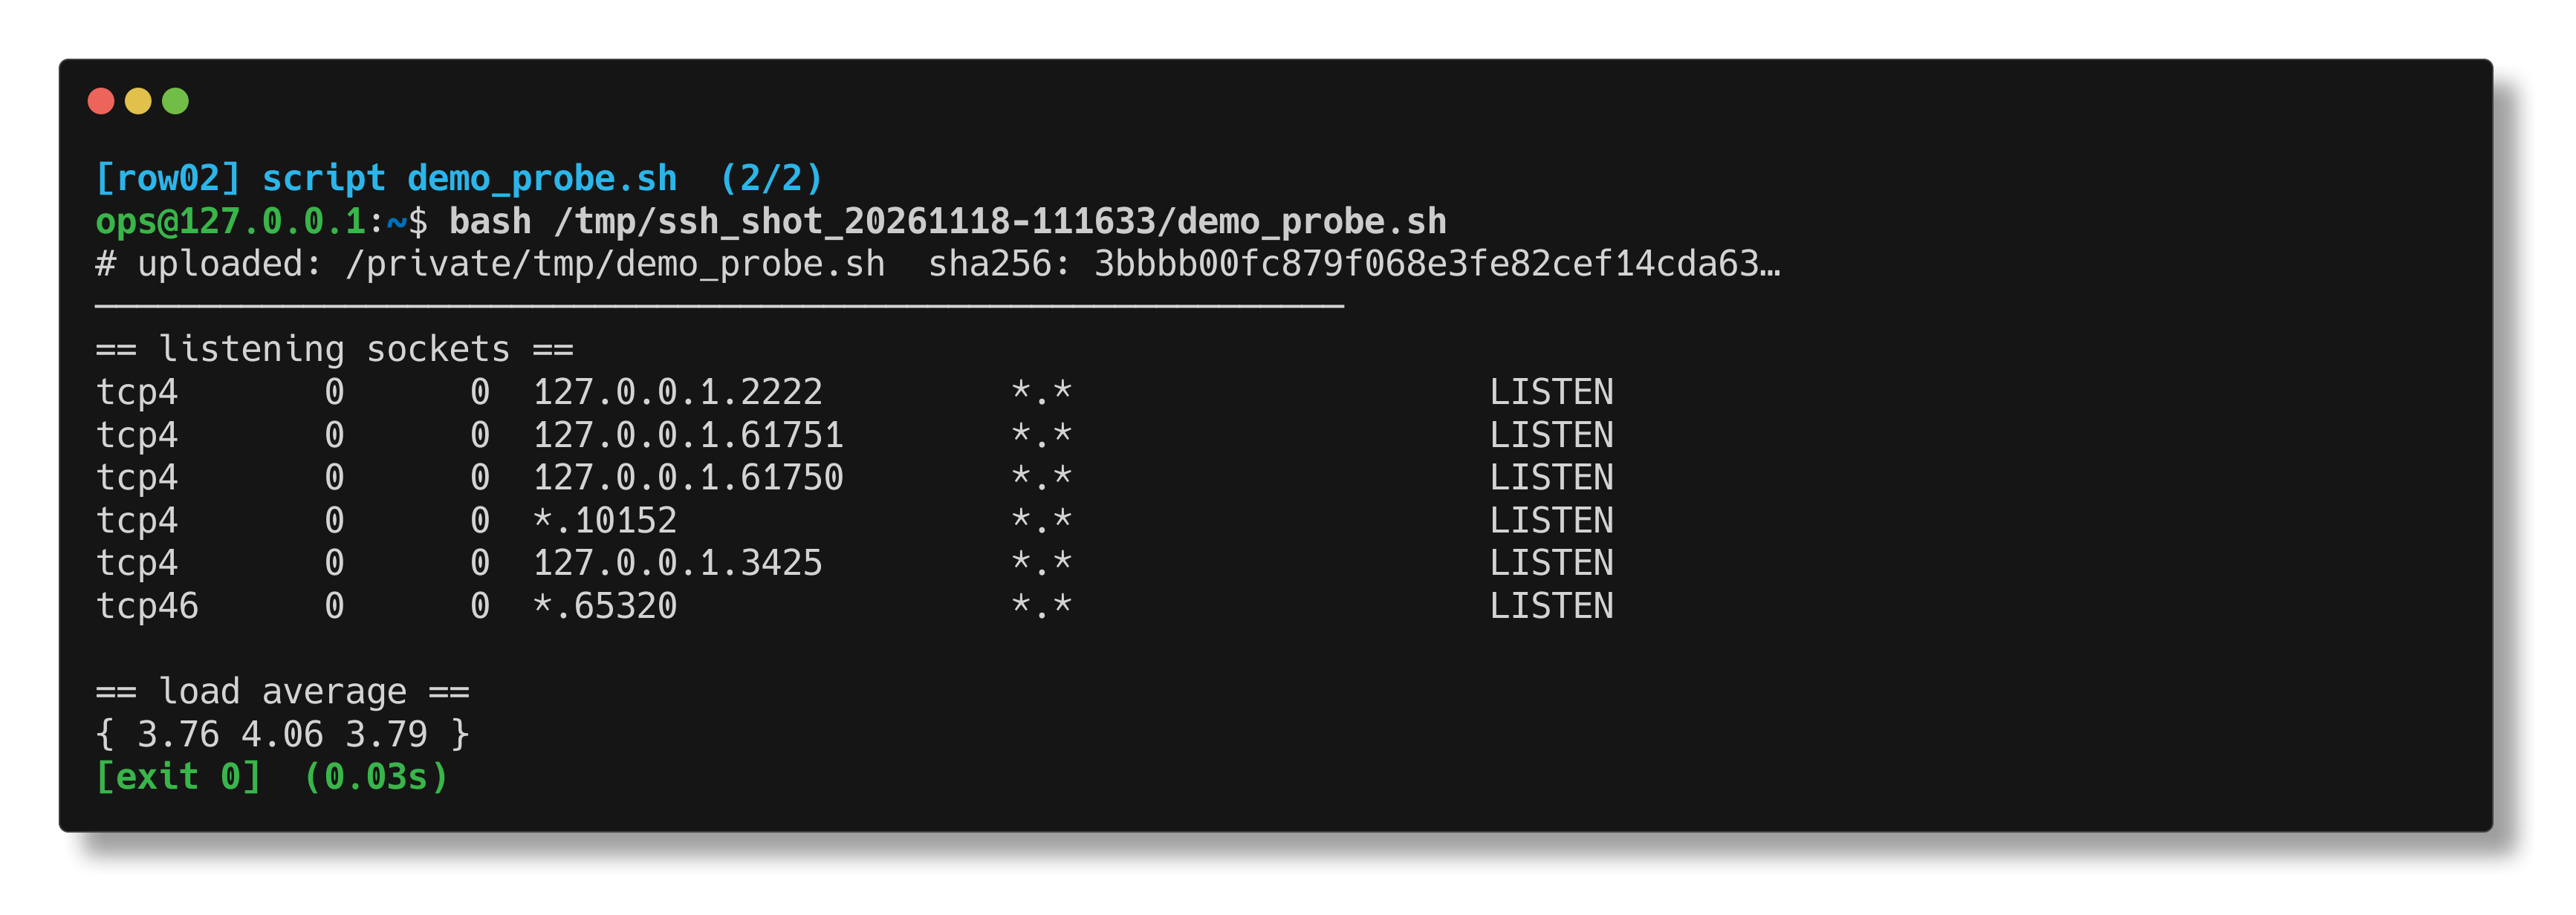 [row02] script demo_probe.sh  (2/2)
ops@127.0.0.1:~$ bash /tmp/ssh_shot_20261118-111633/demo_probe.sh
# uploaded: /private/tmp/demo_probe.sh  sha256: 3bbbb00fc879f068e3fe82cef14cda63…
────────────────────────────────────────────────────────────
== listening sockets ==
tcp4       0      0  127.0.0.1.2222         *.*                    LISTEN
tcp4       0      0  127.0.0.1.61751        *.*                    LISTEN
tcp4       0      0  127.0.0.1.61750        *.*                    LISTEN
tcp4       0      0  *.10152                *.*                    LISTEN
tcp4       0      0  127.0.0.1.3425         *.*                    LISTEN
tcp46      0      0  *.65320                *.*                    LISTEN

== load average ==
{ 3.76 4.06 3.79 }
[exit 0]  (0.03s)